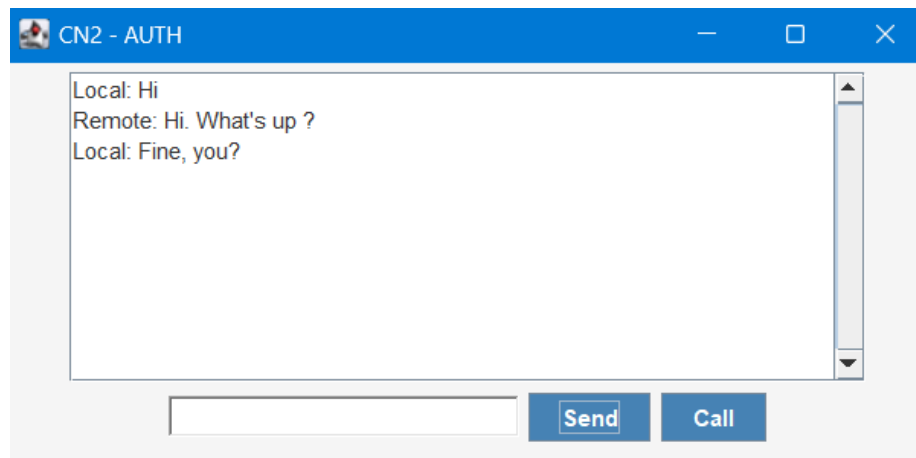 CN2 - AUTH
Local: Hi
Remote: Hi. What's up ?
Local: Fine, you?
Send
Call